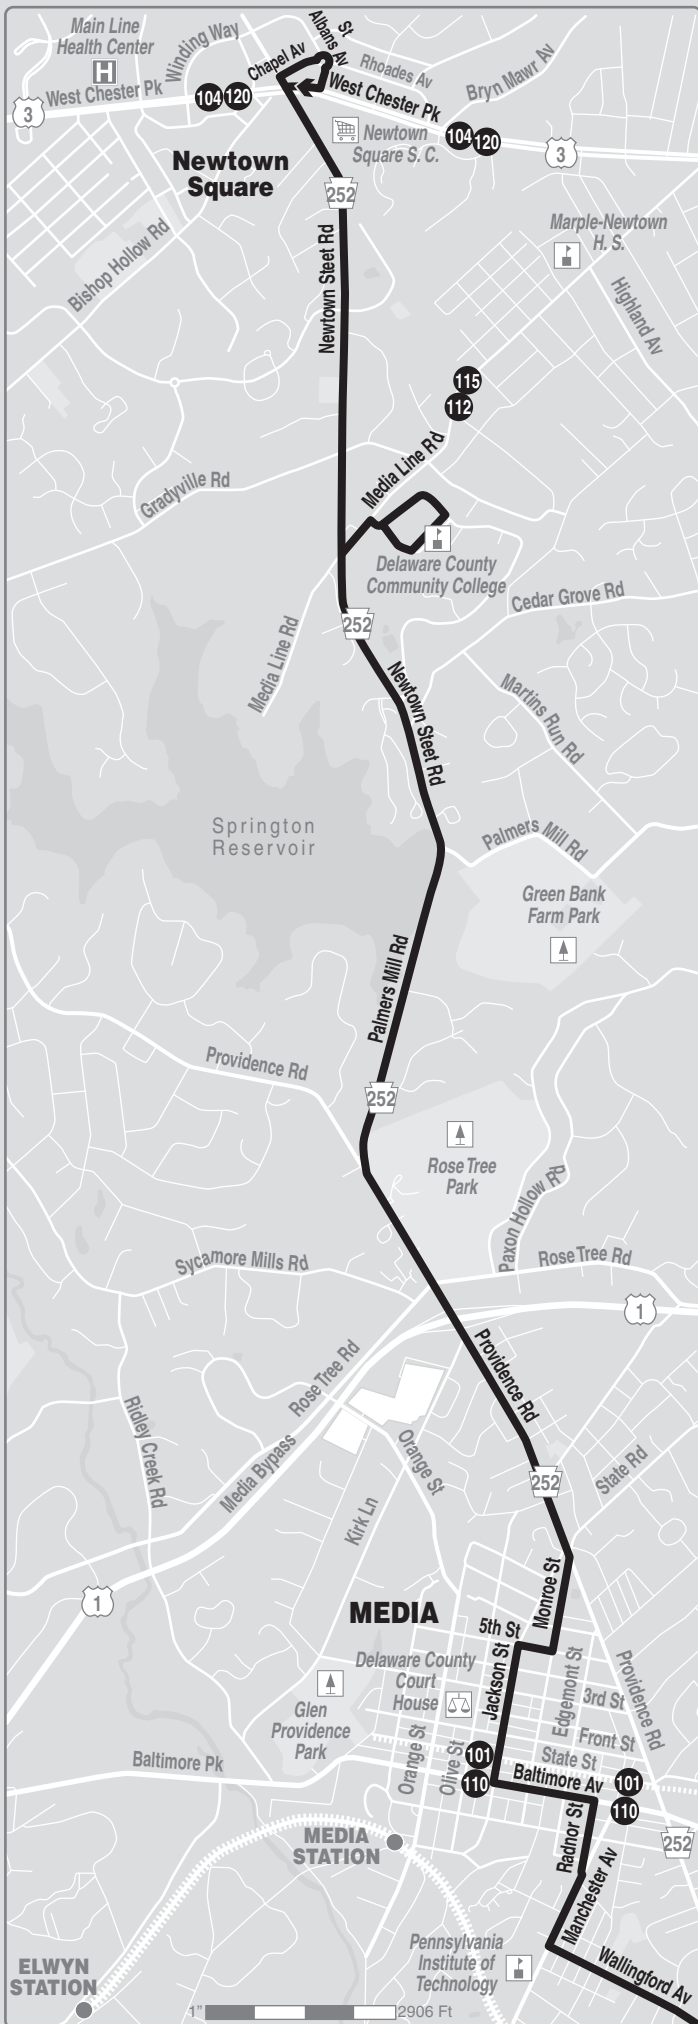 Main Line
Health Center
H
Winding Way
Chapel Av
St
Albans Av
Rhoades Av
Bryn Mawr Av
West Chester Pk
3
104 120
West Chester Pk
104 120
3
Newtown
Square S. C.
Newtown
Square
252
Marple-Newtown
H. S.
Bishop Hollow Rd
Newtown Steet Rd
Highland Av
115
112
Media Line Rd
Gradyville Rd
Delaware County
Community College
Cedar Grove Rd
252
Media Line Rd
Newtown Steet Rd
Martins Run Rd
Springton
Reservoir
Palmers Mill Rd
Green Bank
Farm Park
Palmers Mill Rd
Providence Rd
252
Rose Tree
Park
Paxon Hollow Rd
Sycamore Mills Rd
Rose Tree Rd
1
Rose Tree Rd
Providence Rd
Ridley Creek Rd
Media Bypass
Orange St
252
State Rd
Kirk Ln
1
MEDIA
Monroe St
5th St
Delaware County
Court
House
Jackson St
Edgemont St
Providence Rd
3rd St
Glen
Providence
Park
Front St
Orange St
Olive St
State St
101
110
Baltimore Pk
Baltimore Av
101
110
MEDIA
STATION
Radnor St
252
Manchester Av
Pennsylvania
Institute of
Technology
Wallingford Av
ELWYN
STATION
1"
2906 Ft